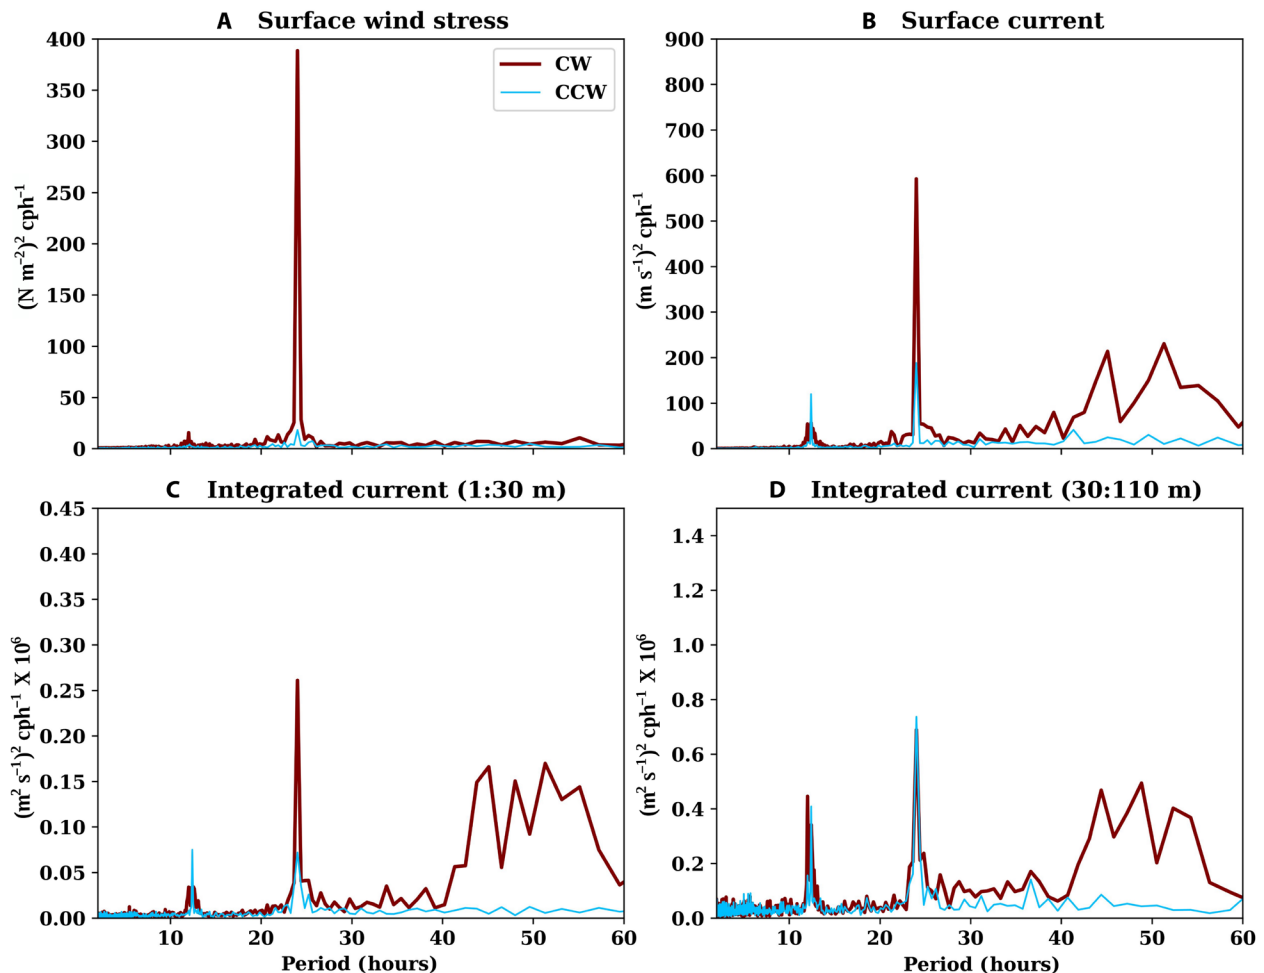 A Surface wind stress
400
350
300
250
200
150
100
50
0
(N m⁻²)² cph⁻¹
CW
CCW
B Surface current
900
800
700
600
500
400
300
200
100
0
(m s⁻¹)² cph⁻¹
C Integrated current (1:30 m)
0.45
0.40
0.35
0.30
0.25
0.20
0.15
0.10
0.05
0.00
(m² s⁻¹)² cph⁻¹ X 10⁶
10 20 30 40 50 60
Period (hours)
D Integrated current (30:110 m)
1.4
1.2
1.0
0.8
0.6
0.4
0.2
0.0
(m² s⁻¹)² cph⁻¹ X 10⁶
10 20 30 40 50 60
Period (hours)